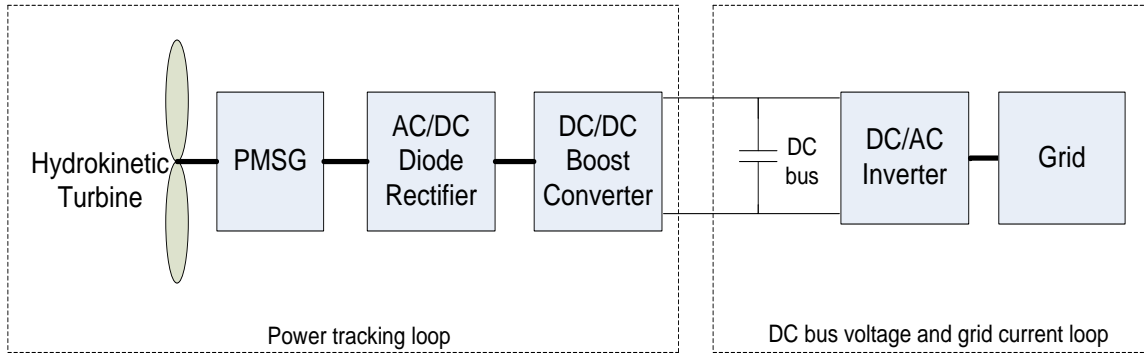 Hydrokinetic
Turbine
PMSG
AC/DC
Diode
Rectifier
DC/DC
Boost
Converter
DC
bus
DC/AC
Inverter
Grid
Power tracking loop
DC bus voltage and grid current loop